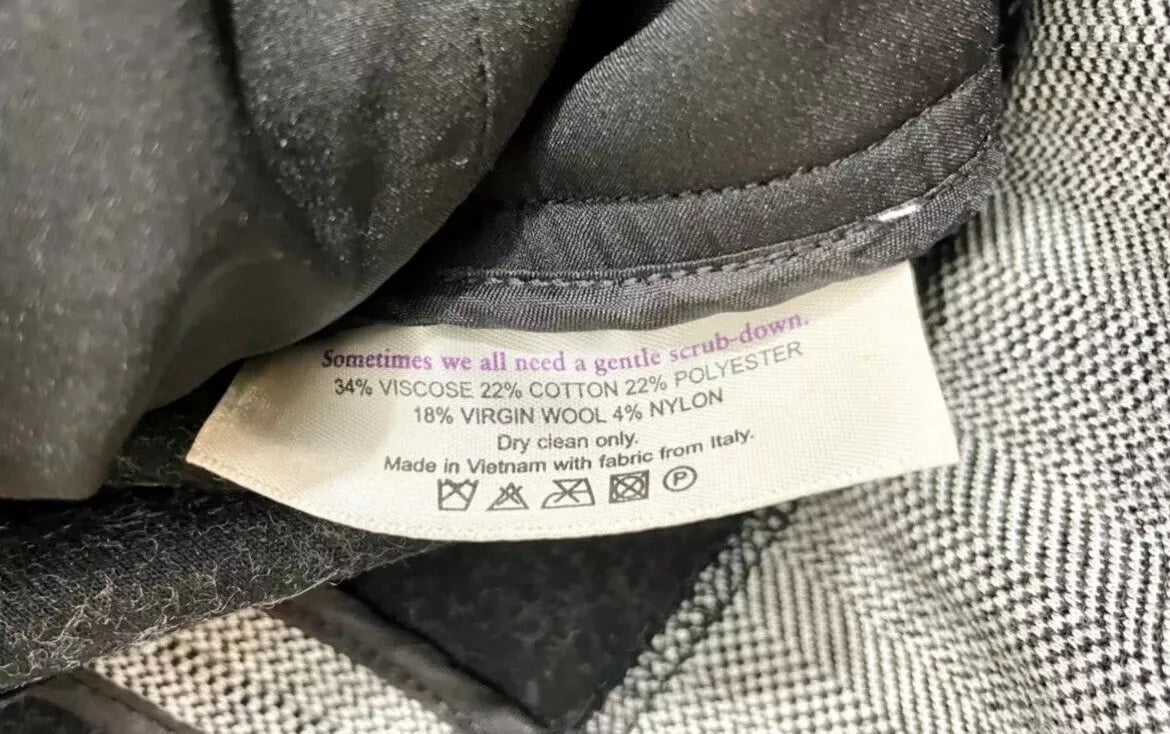 Sometimes we all need a gentle scrub-down.
34% VISCOSE 22% COTTON 22% POLYESTER
18% VIRGIN WOOL 4% NYLON
Dry clean only.
Made in Vietnam with fabric from Italy.
P